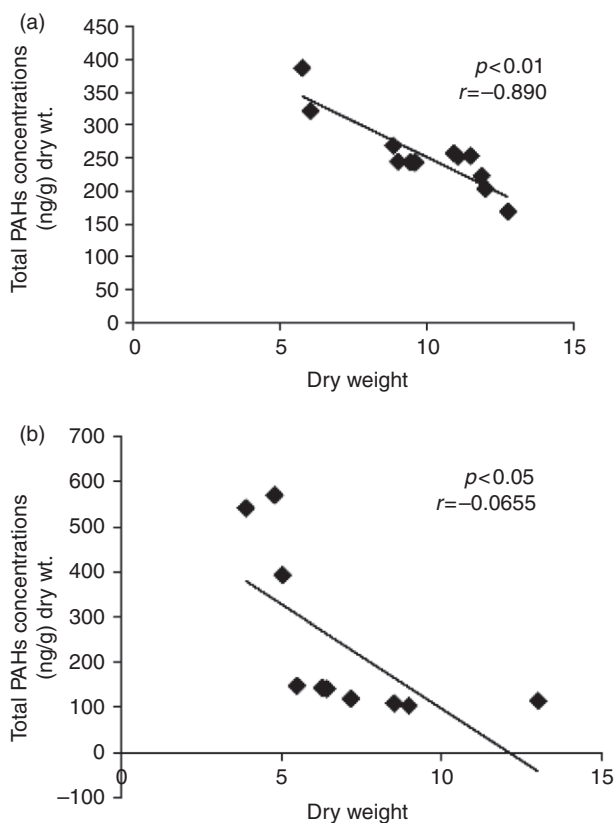 (a)
450
400
350
300
250
200
150
100
50
0
Total PAHs concentrations
(ng/g) dry wt.
p<0.01
r=−0.890
0 5 10 15
Dry weight
(b)
700
600
500
400
300
200
100
0
−100
Total PAHs concentrations
(ng/g) dry wt.
p<0.05
r=−0.0655
0 5 10 15
Dry weight